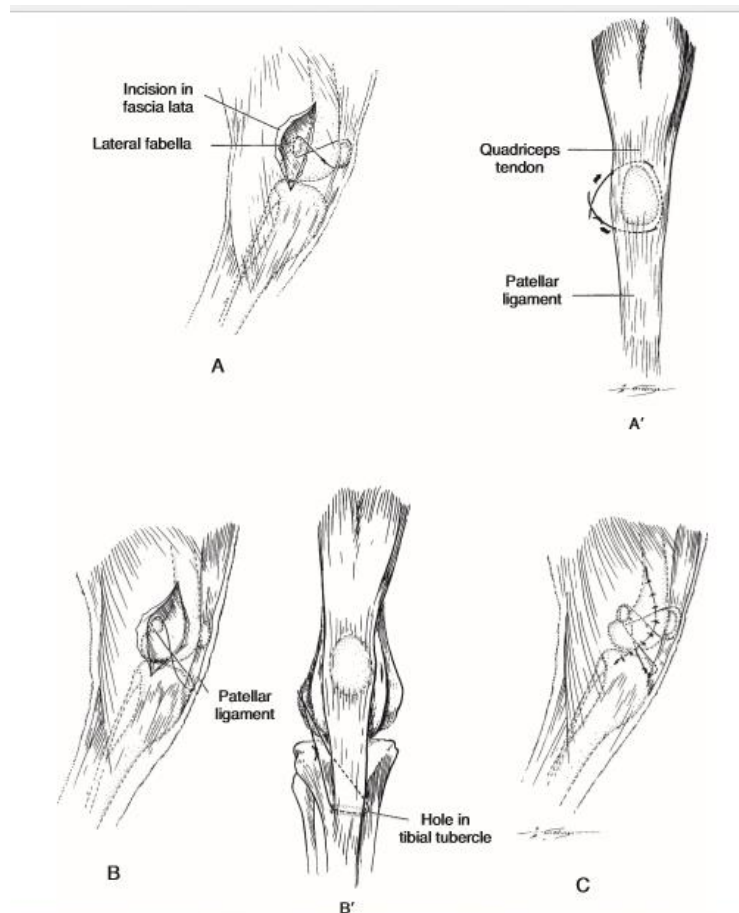 Incision in
fascia lata
Lateral fabella
A
Quadriceps
tendon
Patellar
ligament
A'
Patellar
ligament
B
Hole in
tibial tubercle
B'
C